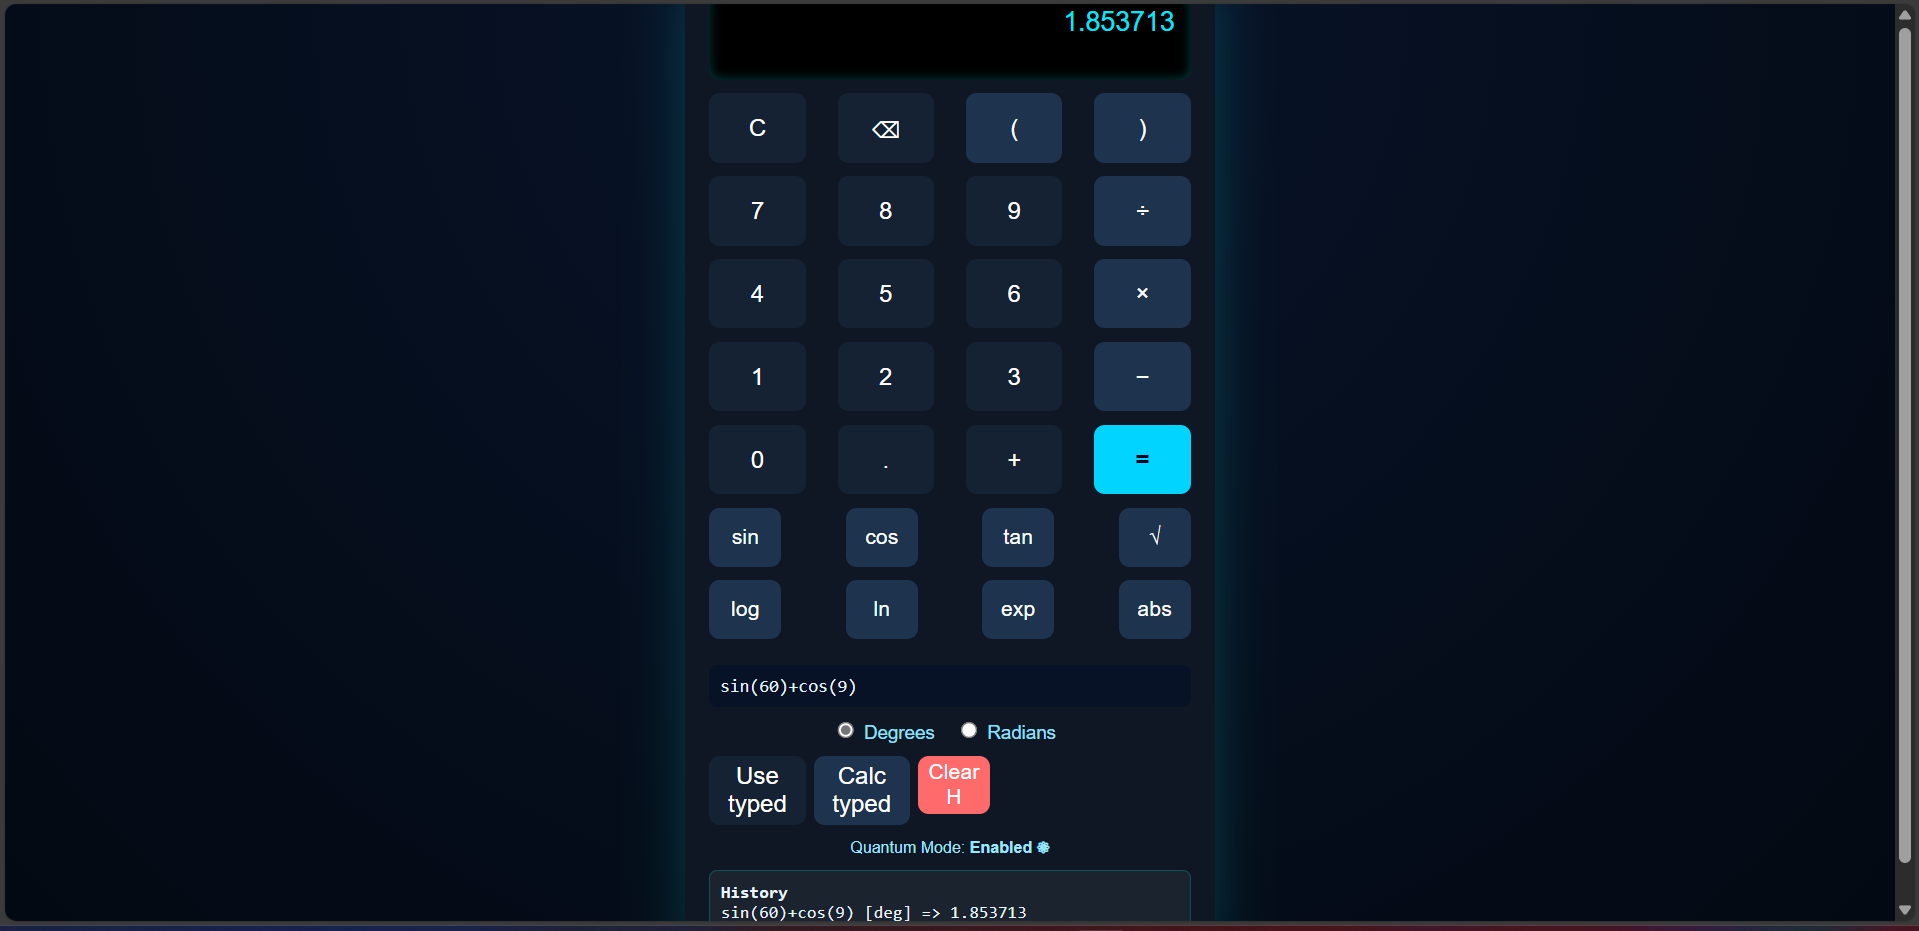 1.853713
C ⌫ ( )
7 8 9 ÷
4 5 6 ×
1 2 3 −
0 . + =
sin cos tan √
log ln exp abs
sin(60)+cos(9)
Degrees Radians
Use typed
Calc typed
Clear H
Quantum Mode: Enabled ⚛
History
sin(60)+cos(9) [deg] => 1.853713